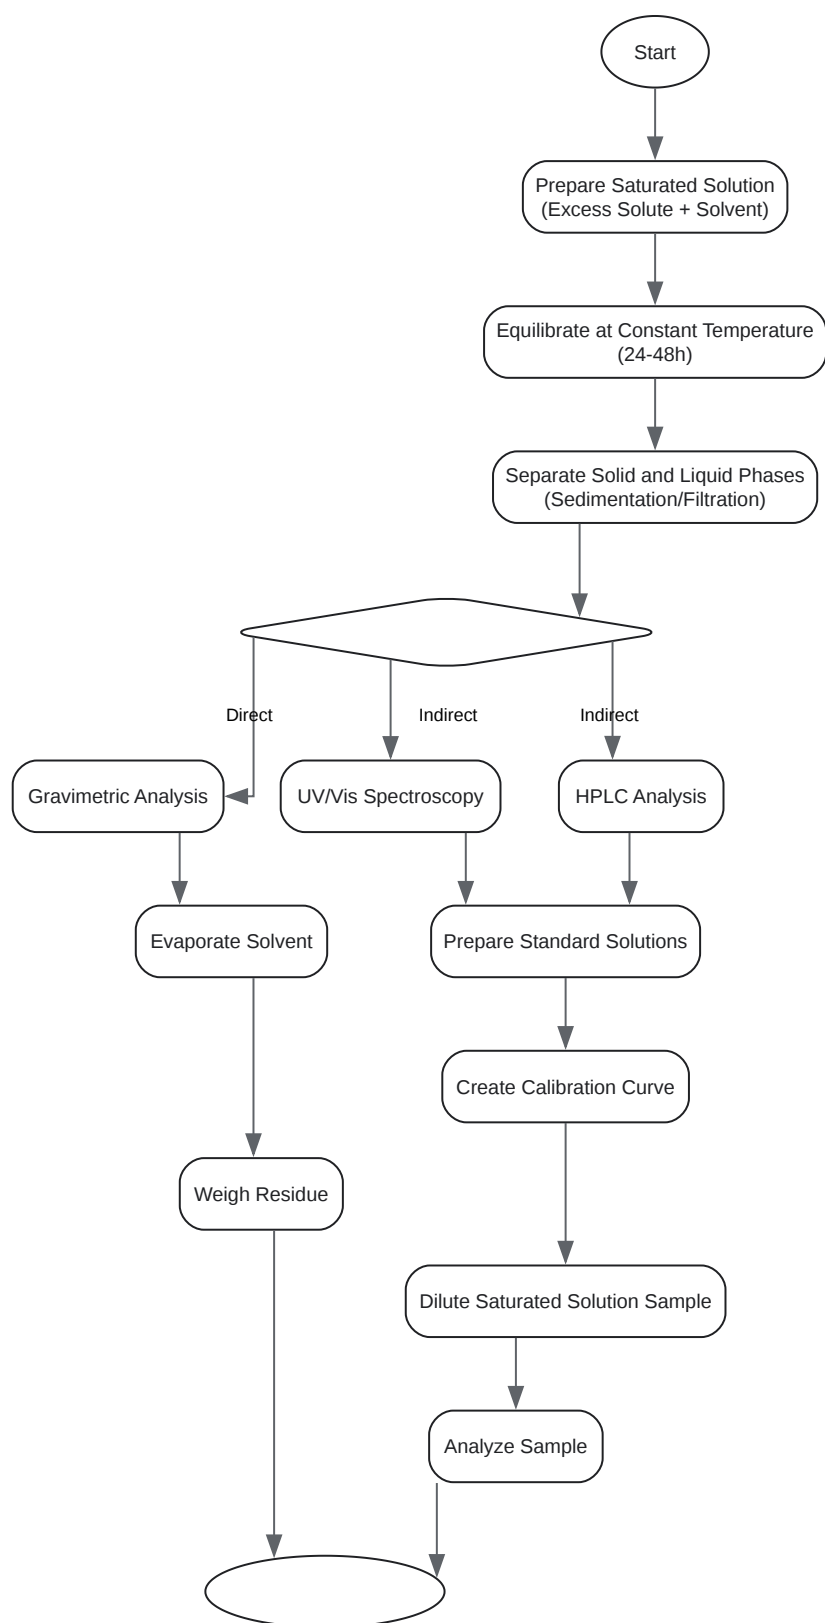 Start
Prepare Saturated Solution
(Excess Solute + Solvent)
Equilibrate at Constant Temperature
(24-48h)
Separate Solid and Liquid Phases
(Sedimentation/Filtration)
Direct
Indirect
Indirect
Gravimetric Analysis
UV/Vis Spectroscopy
HPLC Analysis
Evaporate Solvent
Prepare Standard Solutions
Create Calibration Curve
Weigh Residue
Dilute Saturated Solution Sample
Analyze Sample